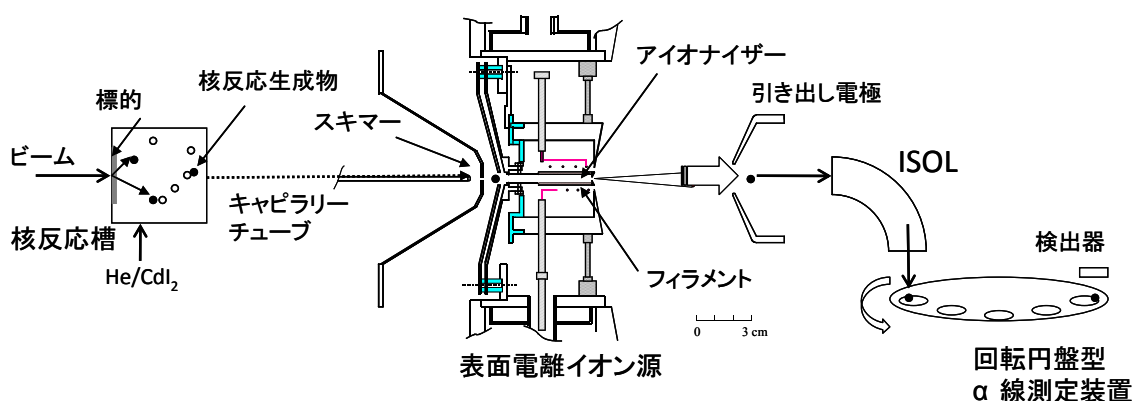 アイオナイザー
核反応生成物
標的
引き出し電極
スキマー
ビーム
ISOL
キャピラリー
チューブ
核反応槽
検出器
He/CdI₂
フィラメント
0 3 cm
表面電離イオン源
回転円盤型
α 線測定装置